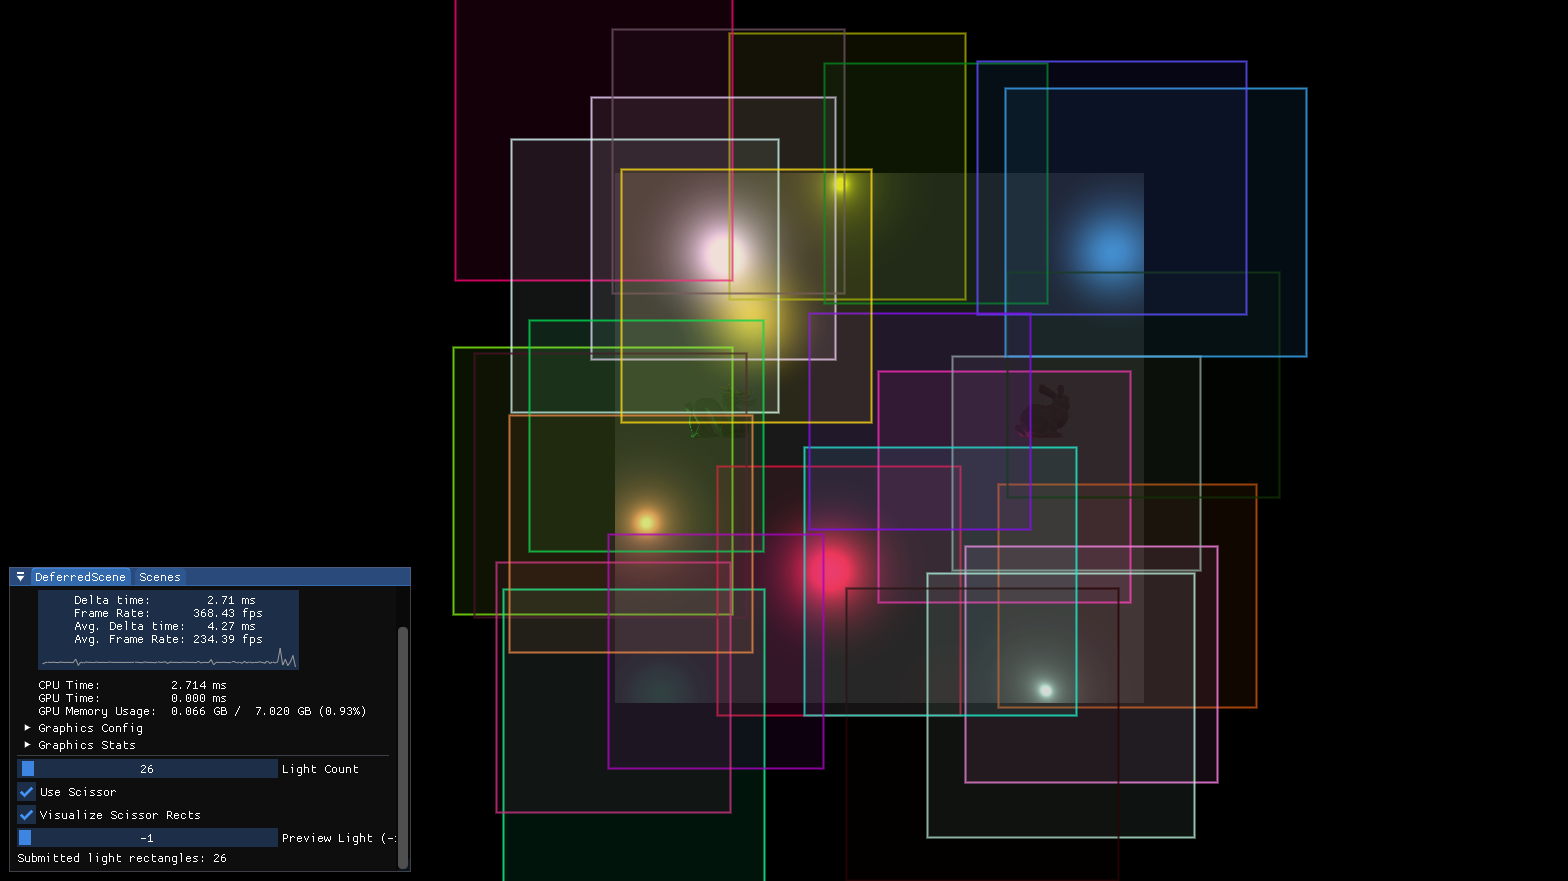 DeferredScene Scenes
Delta time: 2.71 ms
Frame Rate: 368.43 fps
Avg. Delta time: 4.27 ms
Avg. Frame Rate: 234.39 fps
CPU Time: 2.714 ms
GPU Time: 0.000 ms
GPU Memory Usage: 0.066 GB / 7.020 GB (0.93%)
Graphics Config
Graphics Stats
26 Light Count
Use Scissor
Visualize Scissor Rects
-1 Preview Light (-
Submitted light rectangles: 26